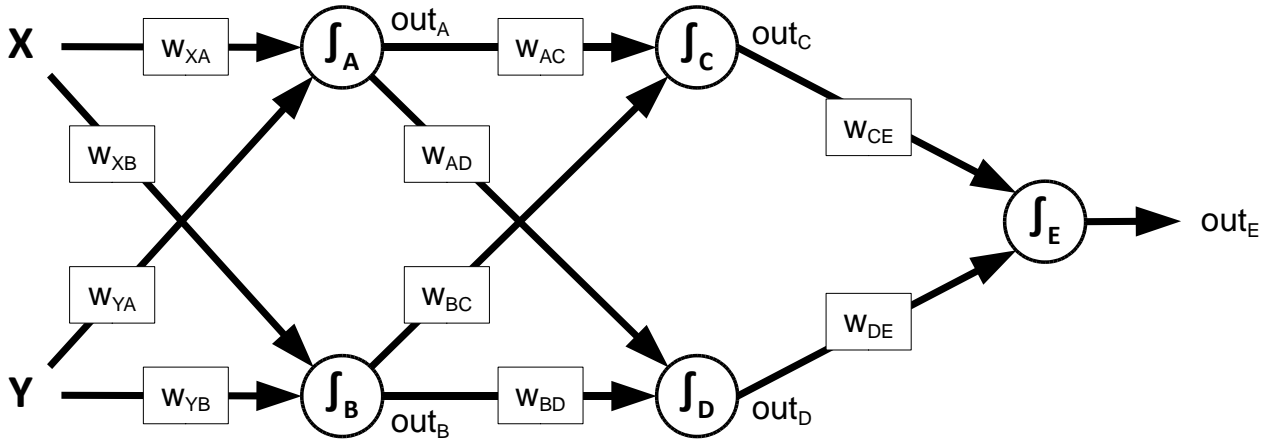 X
w_XA
∫_A
out_A
w_AC
∫_C
out_C
w_XB
w_AD
w_CE
∫_E
out_E
w_YA
w_BC
w_DE
Y
w_YB
∫_B
out_B
w_BD
∫_D
out_D